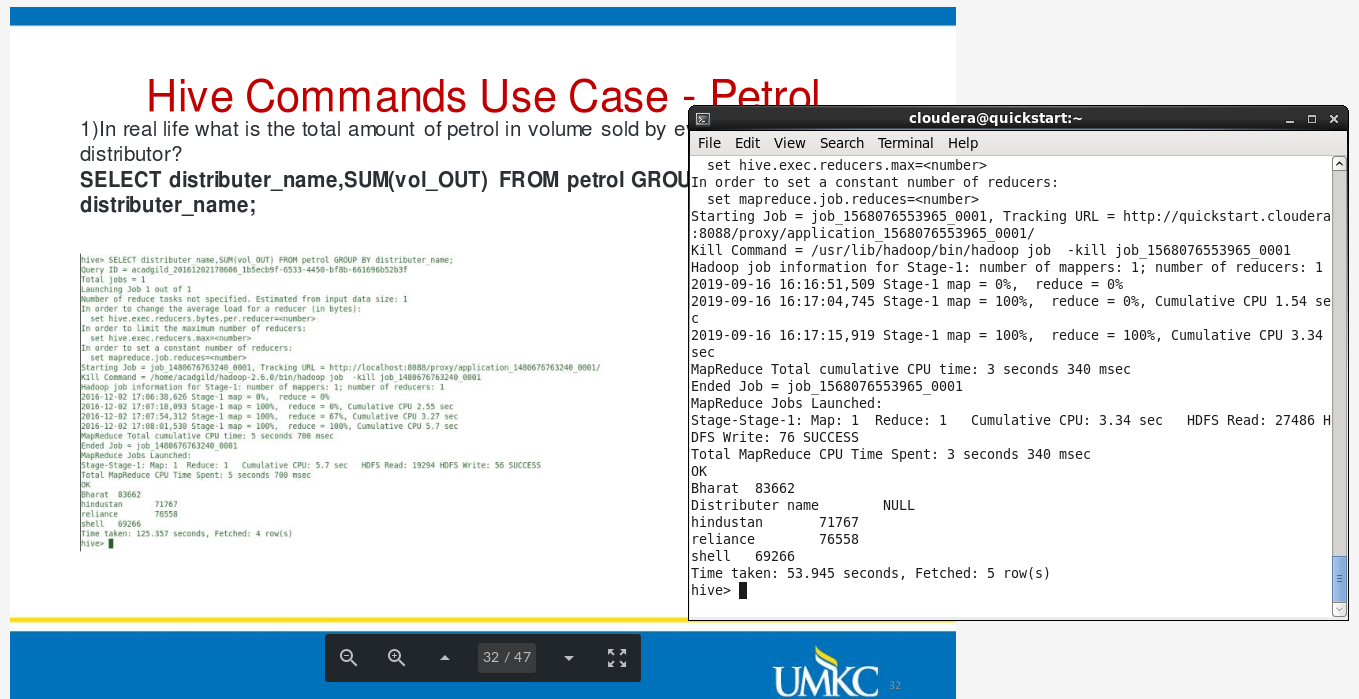 Hive Commands Use Case - Petrol
1)In real life what is the total amount of petrol in volume sold by e
distributor?
SELECT distributer_name,SUM(vol_OUT) FROM petrol GROU
distributer_name;
hive> SELECT distributer_name,SUM(vol_OUT) FROM petrol GROUP BY distributer_name;
Query ID = acadgild_20161202170606_1b5ecb9f-6533-4450-bf8b-661696b52b3f
Total jobs = 1
Launching Job 1 out of 1
Number of reduce tasks not specified. Estimated from input data size: 1
In order to change the average load for a reducer (in bytes):
  set hive.exec.reducers.bytes.per.reducer=<number>
In order to limit the maximum number of reducers:
  set hive.exec.reducers.max=<number>
In order to set a constant number of reducers:
  set mapreduce.job.reduces=<number>
Starting Job = job_1480676763240_0001, Tracking URL = http://localhost:8088/proxy/application_1480676763240_0001/
Kill Command = /home/acadgild/hadoop-2.6.0/bin/hadoop job  -kill job_1480676763240_0001
Hadoop job information for Stage-1: number of mappers: 1; number of reducers: 1
2016-12-02 17:06:38,626 Stage-1 map = 0%,  reduce = 0%
2016-12-02 17:07:18,093 Stage-1 map = 100%,  reduce = 0%, Cumulative CPU 2.55 sec
2016-12-02 17:07:54,312 Stage-1 map = 100%,  reduce = 67%, Cumulative CPU 3.27 sec
2016-12-02 17:08:01,530 Stage-1 map = 100%,  reduce = 100%, Cumulative CPU 5.7 sec
MapReduce Total cumulative CPU time: 5 seconds 700 msec
Ended Job = job_1480676763240_0001
MapReduce Jobs Launched:
Stage-Stage-1: Map: 1  Reduce: 1   Cumulative CPU: 5.7 sec   HDFS Read: 19294 HDFS Write: 56 SUCCESS
Total MapReduce CPU Time Spent: 5 seconds 700 msec
OK
Bharat  83662
hindustan       71767
reliance        76558
shell   69266
Time taken: 125.357 seconds, Fetched: 4 row(s)
hive>
cloudera@quickstart:~
File Edit View Search Terminal Help
  set hive.exec.reducers.max=<number>
In order to set a constant number of reducers:
  set mapreduce.job.reduces=<number>
Starting Job = job_1568076553965_0001, Tracking URL = http://quickstart.cloudera
:8088/proxy/application_1568076553965_0001/
Kill Command = /usr/lib/hadoop/bin/hadoop job  -kill job_1568076553965_0001
Hadoop job information for Stage-1: number of mappers: 1; number of reducers: 1
2019-09-16 16:16:51,509 Stage-1 map = 0%,  reduce = 0%
2019-09-16 16:17:04,745 Stage-1 map = 100%,  reduce = 0%, Cumulative CPU 1.54 se
c
2019-09-16 16:17:15,919 Stage-1 map = 100%,  reduce = 100%, Cumulative CPU 3.34
sec
MapReduce Total cumulative CPU time: 3 seconds 340 msec
Ended Job = job_1568076553965_0001
MapReduce Jobs Launched:
Stage-Stage-1: Map: 1  Reduce: 1   Cumulative CPU: 3.34 sec   HDFS Read: 27486 H
DFS Write: 76 SUCCESS
Total MapReduce CPU Time Spent: 3 seconds 340 msec
OK
Bharat  83662
Distributer name        NULL
hindustan       71767
reliance        76558
shell   69266
Time taken: 53.945 seconds, Fetched: 5 row(s)
hive>
32 / 47
UMKC
32